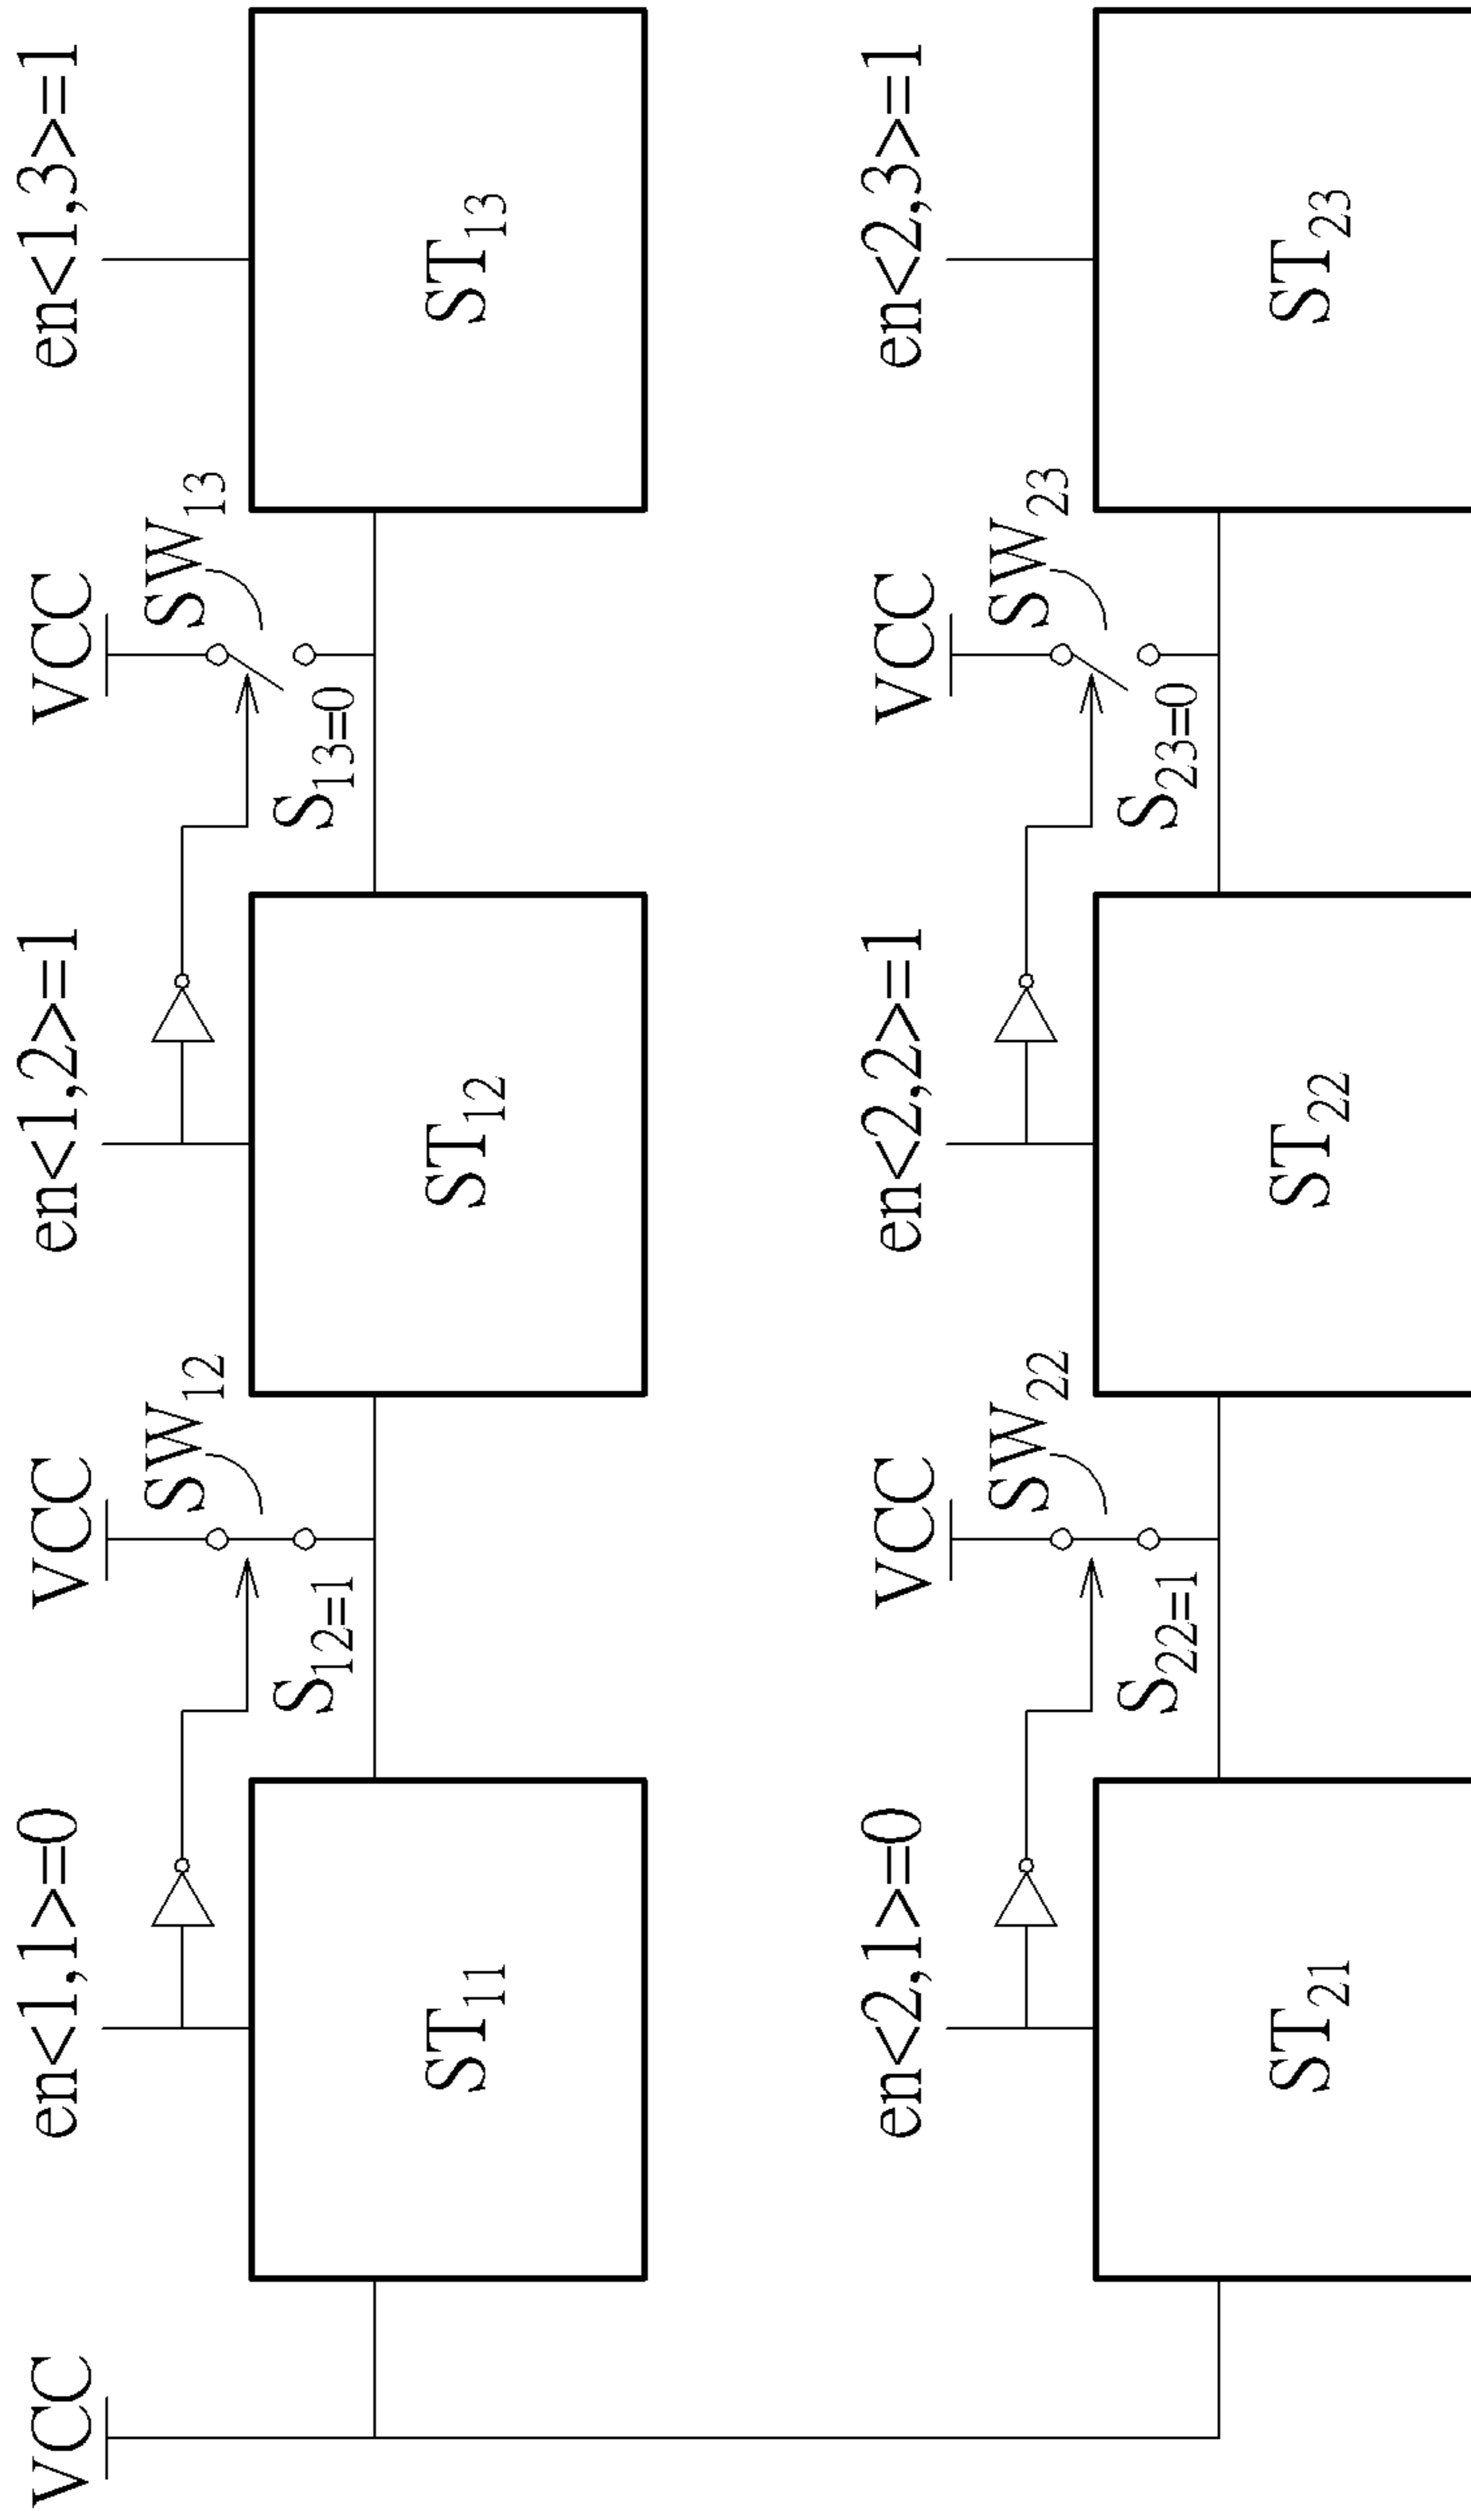 VCC
en<1,1>=0
VCC
en<1,2>=1
VCC
en<1,3>=1
SW12
SW13
S12=1
S13=0
ST11
ST12
ST13
en<2,1>=0
VCC
en<2,2>=1
VCC
en<2,3>=1
SW22
SW23
S22=1
S23=0
ST21
ST22
ST23